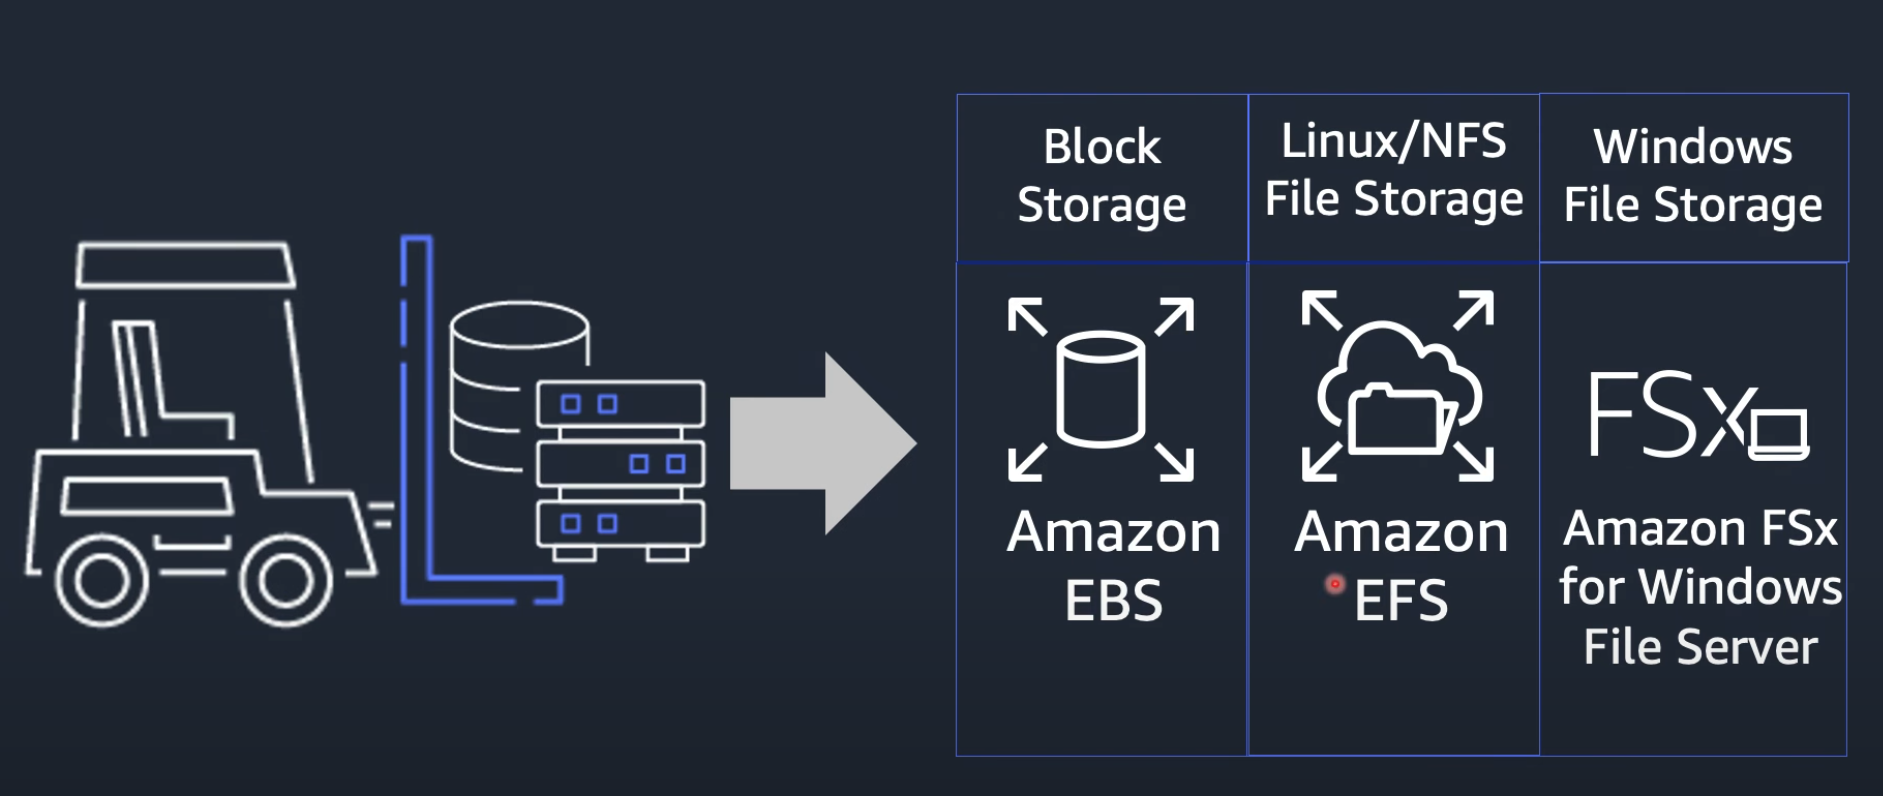 Block
Storage
Linux/NFS
File Storage
Windows
File Storage
Amazon
EBS
Amazon
EFS
FSx
Amazon FSx
for Windows
File Server